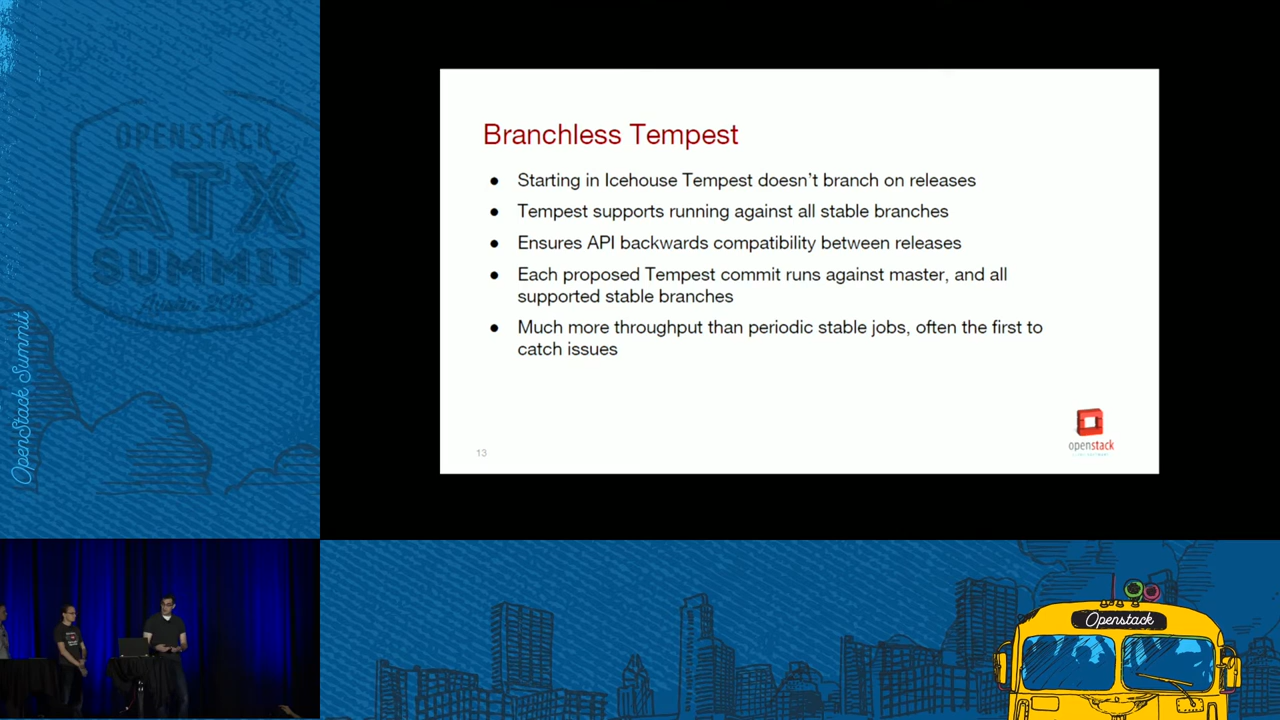 OPENSTACK
ATX
SUMMIT
Austin 2016
OpenStack Summit
Branchless Tempest
● Starting in Icehouse Tempest doesn't branch on releases
● Tempest supports running against all stable branches
● Ensures API backwards compatibility between releases
● Each proposed Tempest commit runs against master, and all
supported stable branches
● Much more throughput than periodic stable jobs, often the first to
catch issues
13
openstack
Openstack